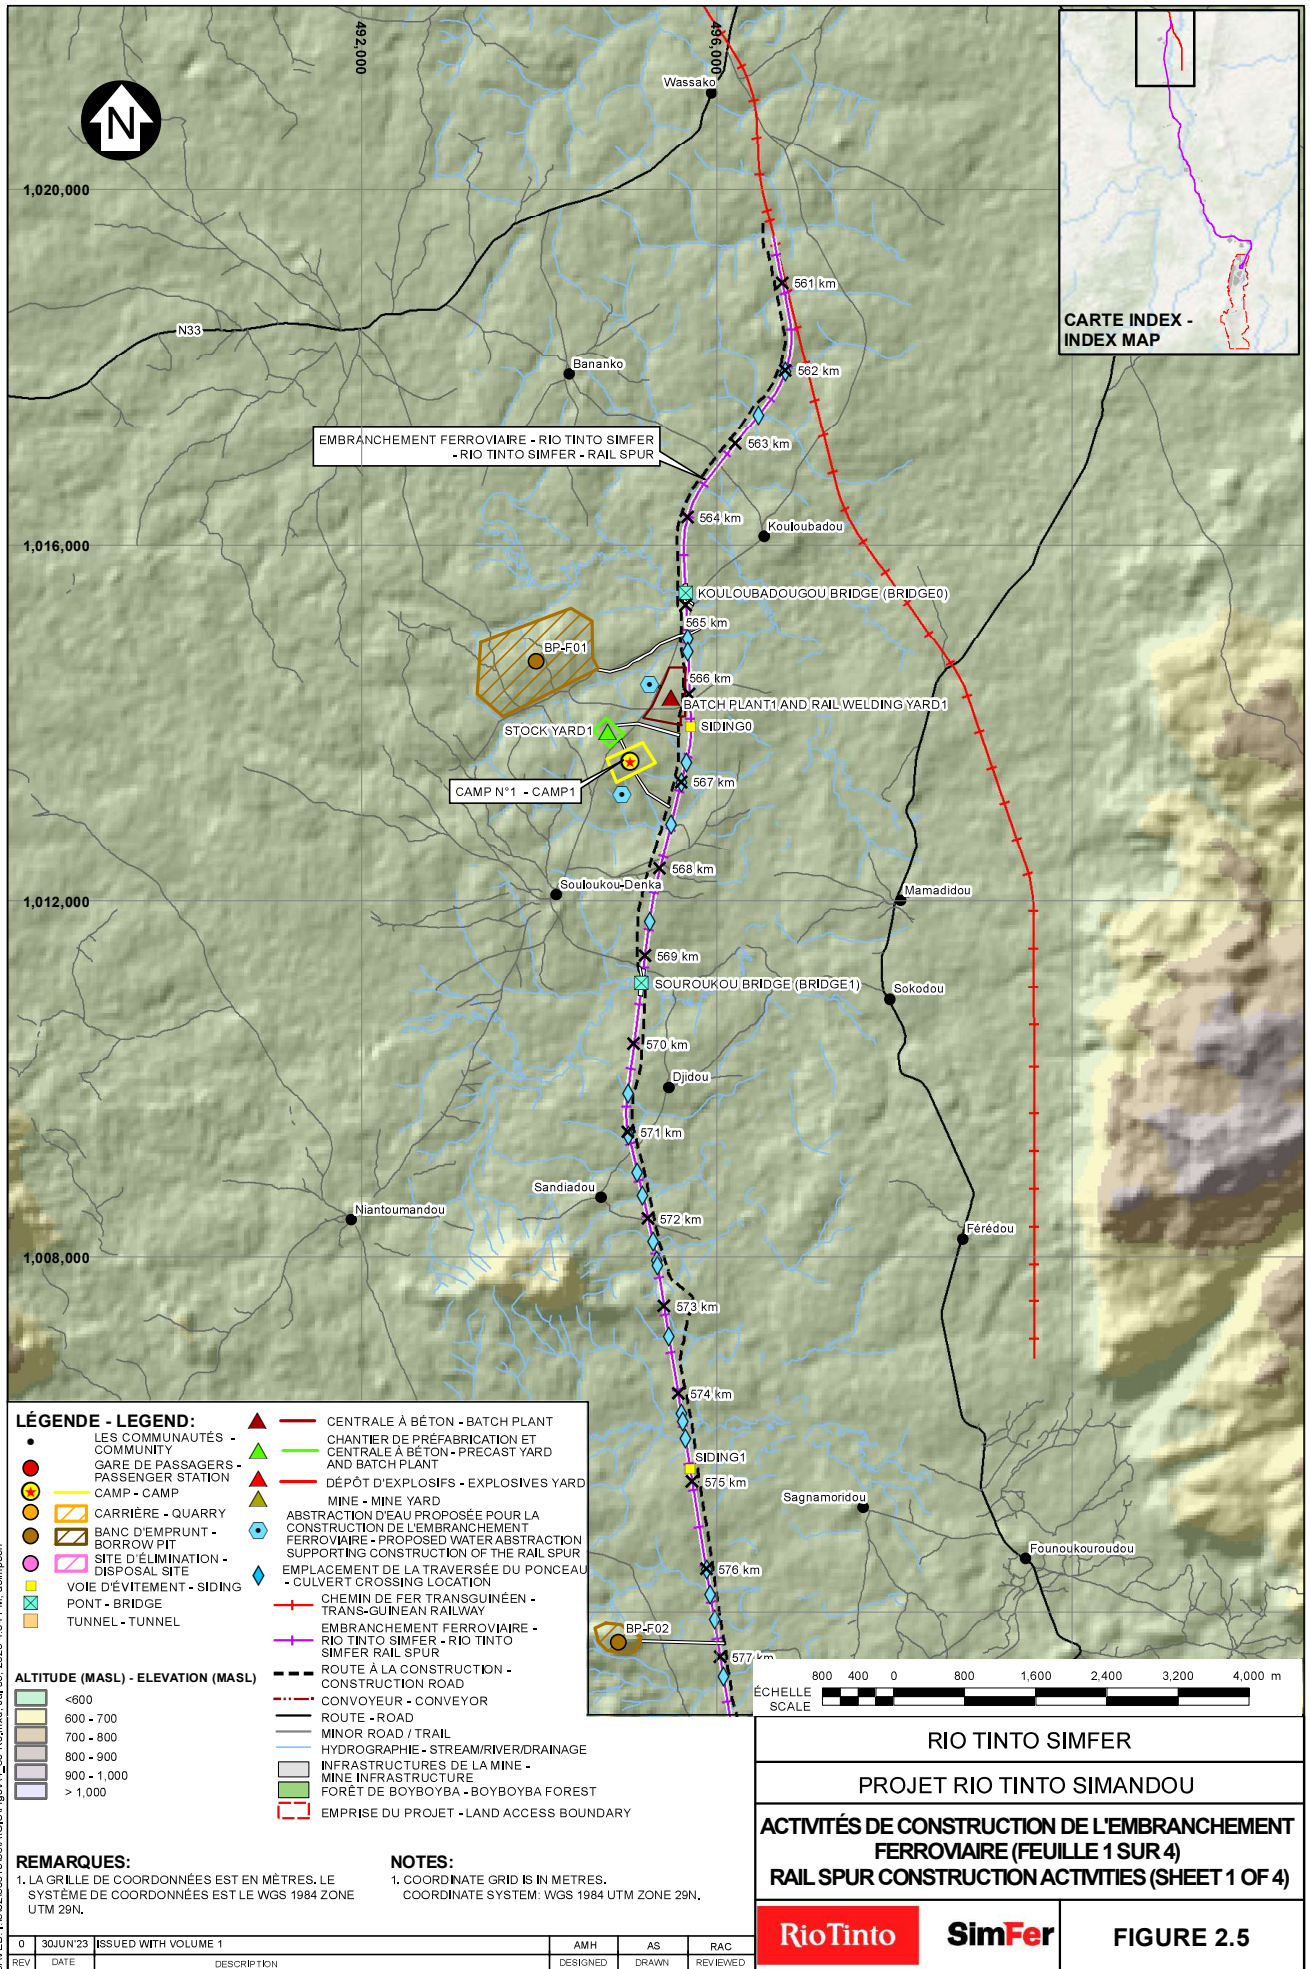 492,000
496,000
Wassako
N
1,020,000
561 km
N33
CARTE INDEX -
INDEX MAP
Bananko
562 km
EMBRANCHEMENT FERROVIAIRE - RIO TINTO SIMFER
- RIO TINTO SIMFER - RAIL SPUR
563 km
564 km
Kouloubadou
1,016,000
KOULOUBADOUGOU BRIDGE (BRIDGE0)
565 km
BP-F01
566 km
BATCH PLANT1 AND RAIL WELDING YARD1
STOCK YARD1
SIDING0
CAMP N°1 - CAMP1
567 km
568 km
Souloukou-Denka
Mamadidou
1,012,000
569 km
SOUROUKOU BRIDGE (BRIDGE1)
Sokodou
570 km
Djidou
571 km
Sandiadou
Niantoumandou
572 km
Férédou
1,008,000
573 km
574 km
SIDING1
575 km
Sagnamoridou
Founoukouroudou
576 km
BP-F02
577 km
LÉGENDE - LEGEND:
LES COMMUNAUTÉS -
COMMUNITY
GARE DE PASSAGERS -
PASSENGER STATION
CAMP - CAMP
CARRIÈRE - QUARRY
BANC D'EMPRUNT -
BORROW PIT
SITE D'ÉLIMINATION -
DISPOSAL SITE
VOIE D'ÉVITEMENT - SIDING
PONT - BRIDGE
TUNNEL - TUNNEL
CENTRALE À BÉTON - BATCH PLANT
CHANTIER DE PRÉFABRICATION ET
CENTRALE À BÉTON - PRECAST YARD
AND BATCH PLANT
DÉPÔT D'EXPLOSIFS - EXPLOSIVES YARD
MINE - MINE YARD
ABSTRACTION D'EAU PROPOSÉE POUR LA
CONSTRUCTION DE L'EMBRANCHEMENT
FERROVIAIRE - PROPOSED WATER ABSTRACTION
SUPPORTING CONSTRUCTION OF THE RAIL SPUR
EMPLACEMENT DE LA TRAVERSÉE DU PONCEAU
- CULVERT CROSSING LOCATION
CHEMIN DE FER TRANSGUINÉEN -
TRANS-GUINEAN RAILWAY
EMBRANCHEMENT FERROVIAIRE -
RIO TINTO SIMFER - RIO TINTO
SIMFER RAIL SPUR
ROUTE À LA CONSTRUCTION -
CONSTRUCTION ROAD
CONVOYEUR - CONVEYOR
ROUTE - ROAD
MINOR ROAD / TRAIL
HYDROGRAPHIE - STREAM/RIVER/DRAINAGE
INFRASTRUCTURES DE LA MINE -
MINE INFRASTRUCTURE
FORÊT DE BOYBOYBA - BOYBOYBA FOREST
EMPRISE DU PROJET - LAND ACCESS BOUNDARY
ALTITUDE (MASL) - ELEVATION (MASL)
<600
600 - 700
700 - 800
800 - 900
900 - 1,000
> 1,000
ÉCHELLE
SCALE
800 400 0 800 1,600 2,400 3,200 4,000 m
RIO TINTO SIMFER
PROJET RIO TINTO SIMANDOU
ACTIVITÉS DE CONSTRUCTION DE L'EMBRANCHEMENT
FERROVIAIRE (FEUILLE 1 SUR 4)
RAIL SPUR CONSTRUCTION ACTIVITIES (SHEET 1 OF 4)
RioTinto
SimFer
FIGURE 2.5
REMARQUES:
1. LA GRILLE DE COORDONNÉES EST EN MÈTRES. LE
SYSTÈME DE COORDONNÉES EST LE WGS 1984 ZONE
UTM 29N.
NOTES:
1. COORDINATE GRID IS IN METRES.
COORDINATE SYSTEM: WGS 1984 UTM ZONE 29N.
0 30JUN'23 ISSUED WITH VOLUME 1 AMH AS RAC
REV DATE DESCRIPTION DESIGNED DRAWN REVIEWED